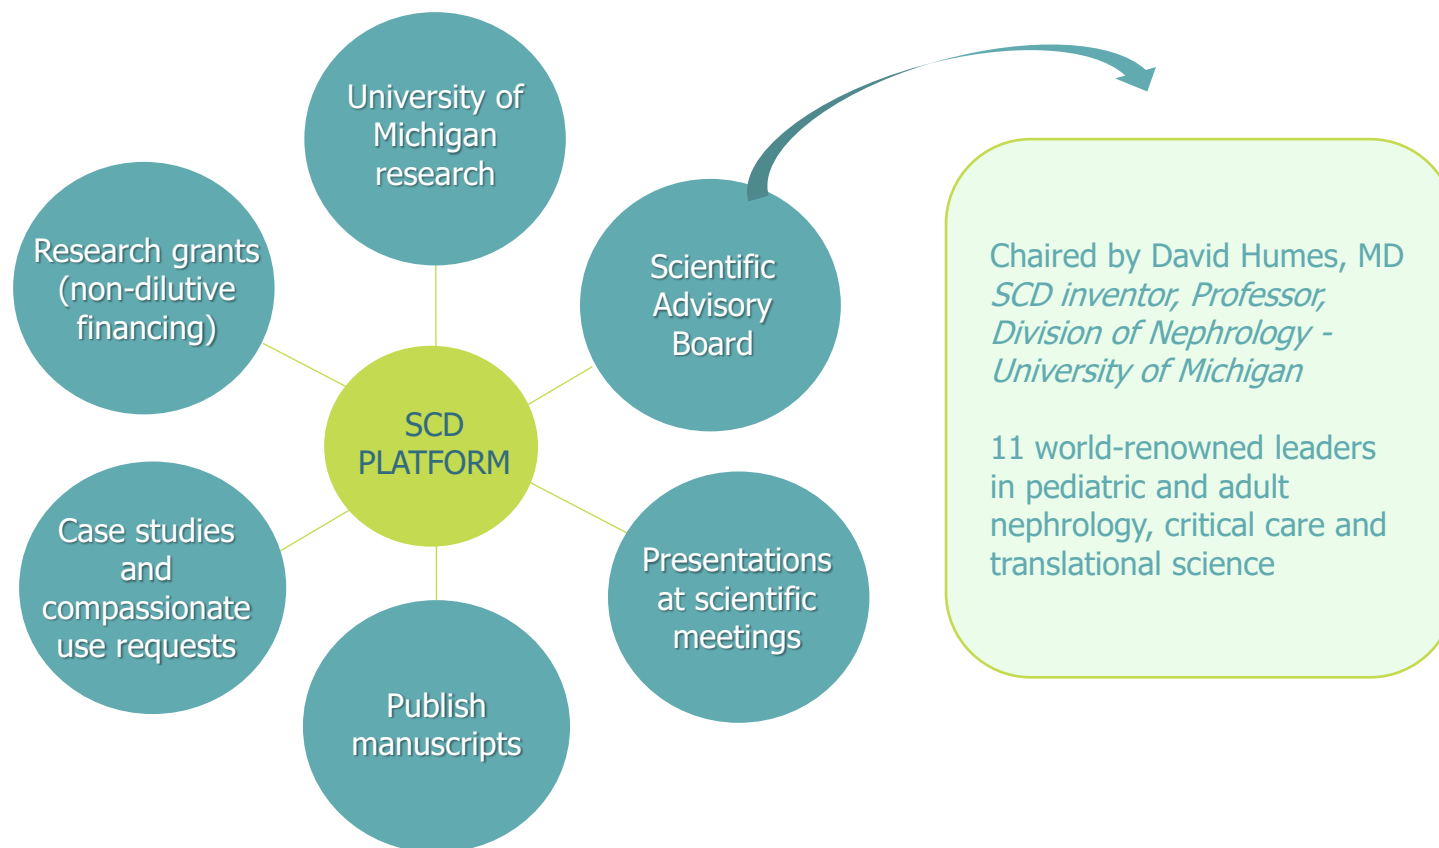 University of
Michigan
research
Research grants
(non-dilutive
financing)
Scientific
Advisory
Board
SCD
PLATFORM
Case studies
and
compassionate
use requests
Presentations
at scientific
meetings
Publish
manuscripts
Chaired by David Humes, MD
SCD inventor, Professor,
Division of Nephrology -
University of Michigan
11 world-renowned leaders
in pediatric and adult
nephrology, critical care and
translational science